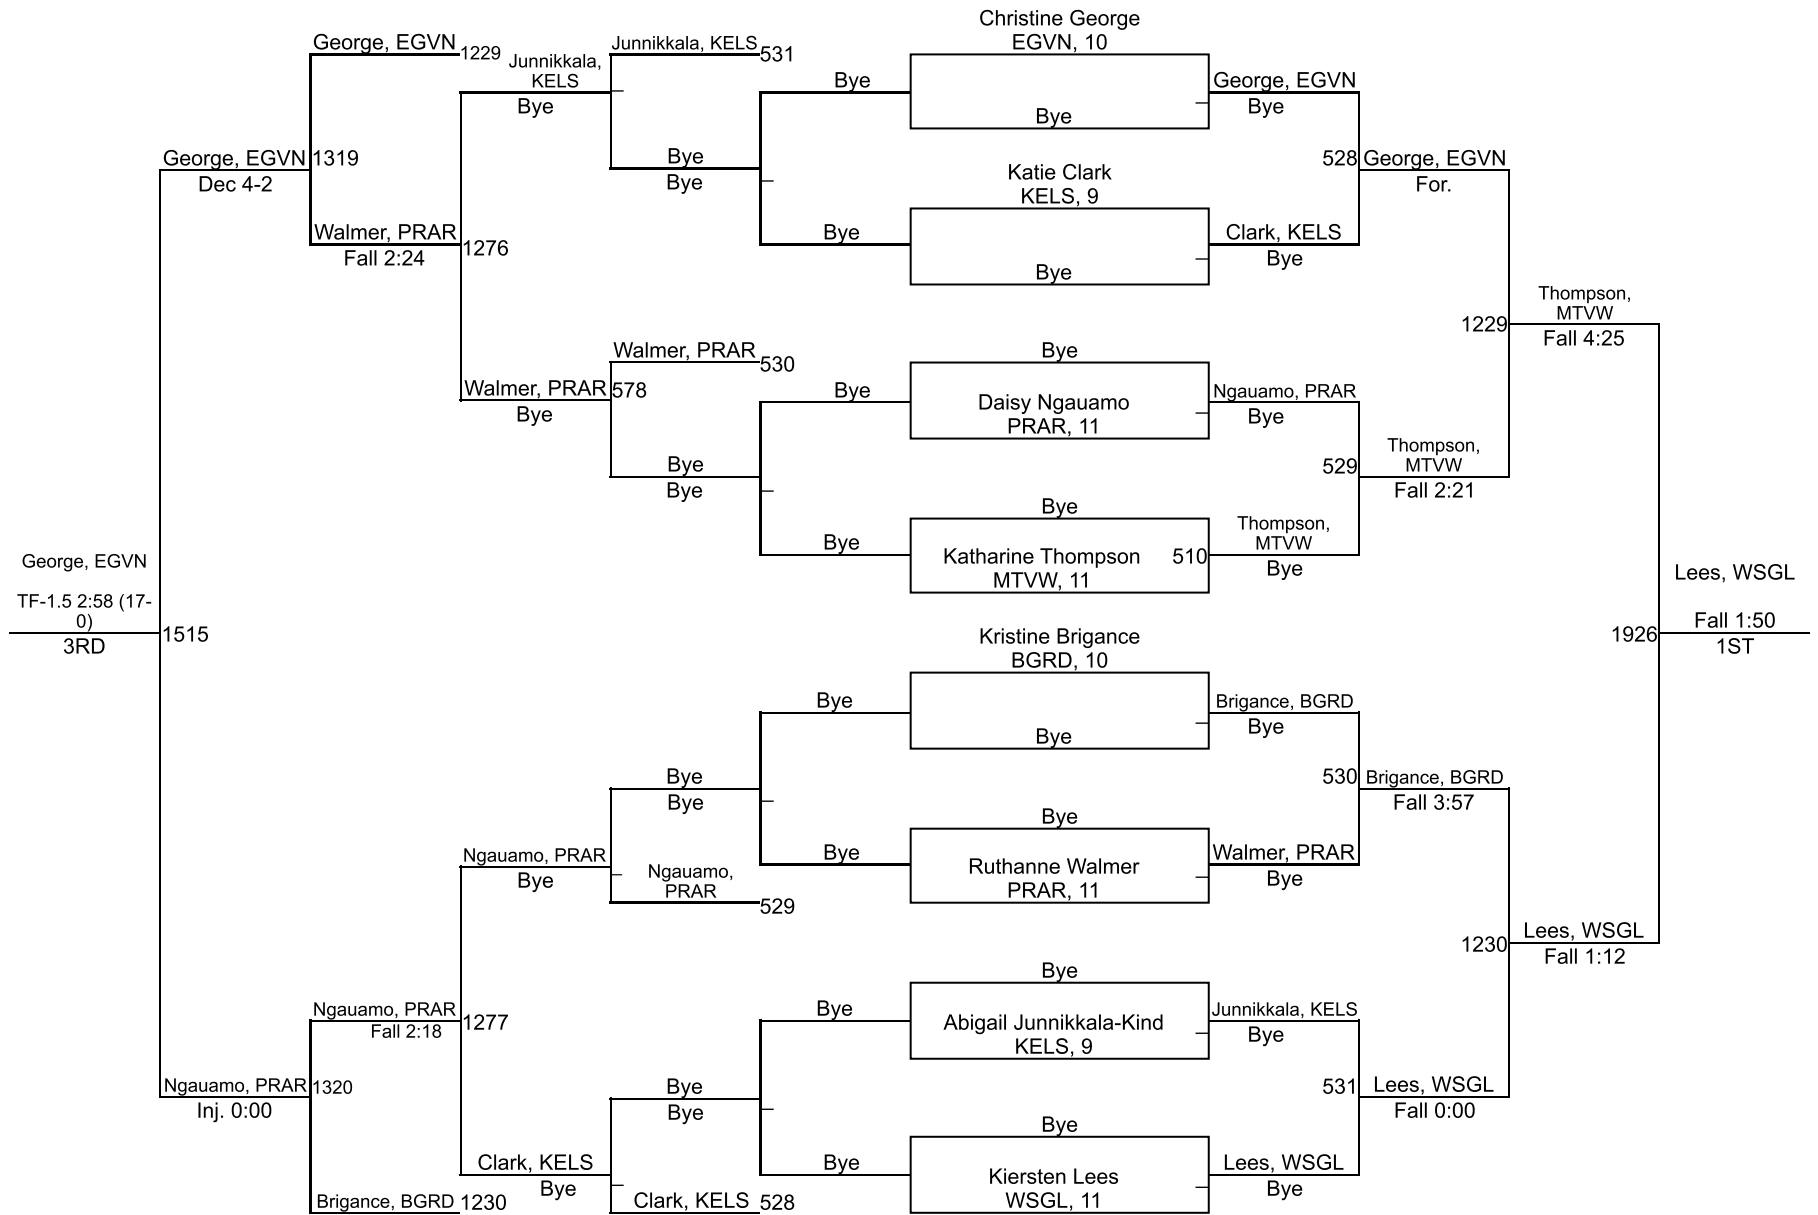 Christine George
EGVN, 10
George, EGVN
1229
Junnikkala,
KELS
Bye
Junnikkala, KELS
531
Bye
Bye
George, EGVN
Bye
George, EGVN
1319
Dec 4-2
Bye
Bye
Katie Clark
KELS, 9
528
George, EGVN
For.
Walmer, PRAR
Fall 2:24
1276
Bye
Bye
Clark, KELS
Bye
Thompson,
MTVW
1229
Fall 4:25
Walmer, PRAR
530
Bye
Walmer, PRAR
578
Bye
Bye
Daisy Ngauamo
PRAR, 11
Ngauamo, PRAR
Bye
Bye
Bye
529
Thompson,
MTVW
Fall 2:21
Bye
Bye
Katharine Thompson
MTVW, 11
510
Thompson,
MTVW
Bye
George, EGVN
TF-1.5 2:58 (17-
0)
3RD
1515
Lees, WSGL
1926
Fall 1:50
1ST
Kristine Brigance
BGRD, 10
Bye
Bye
Brigance, BGRD
Bye
Bye
Bye
530
Brigance, BGRD
Fall 3:57
Ngauamo, PRAR
Bye
Ngauamo,
PRAR
529
Bye
Bye
Ruthanne Walmer
PRAR, 11
Walmer, PRAR
Bye
1230
Lees, WSGL
Fall 1:12
Ngauamo, PRAR
Fall 2:18
1277
Bye
Bye
Abigail Junnikkala-Kind
KELS, 9
Junnikkala, KELS
Bye
Ngauamo, PRAR
1320
Inj. 0:00
Bye
Bye
531
Lees, WSGL
Fall 0:00
Clark, KELS
Bye
Bye
Bye
Kiersten Lees
WSGL, 11
Lees, WSGL
Bye
Brigance, BGRD
1230
Clark, KELS
528